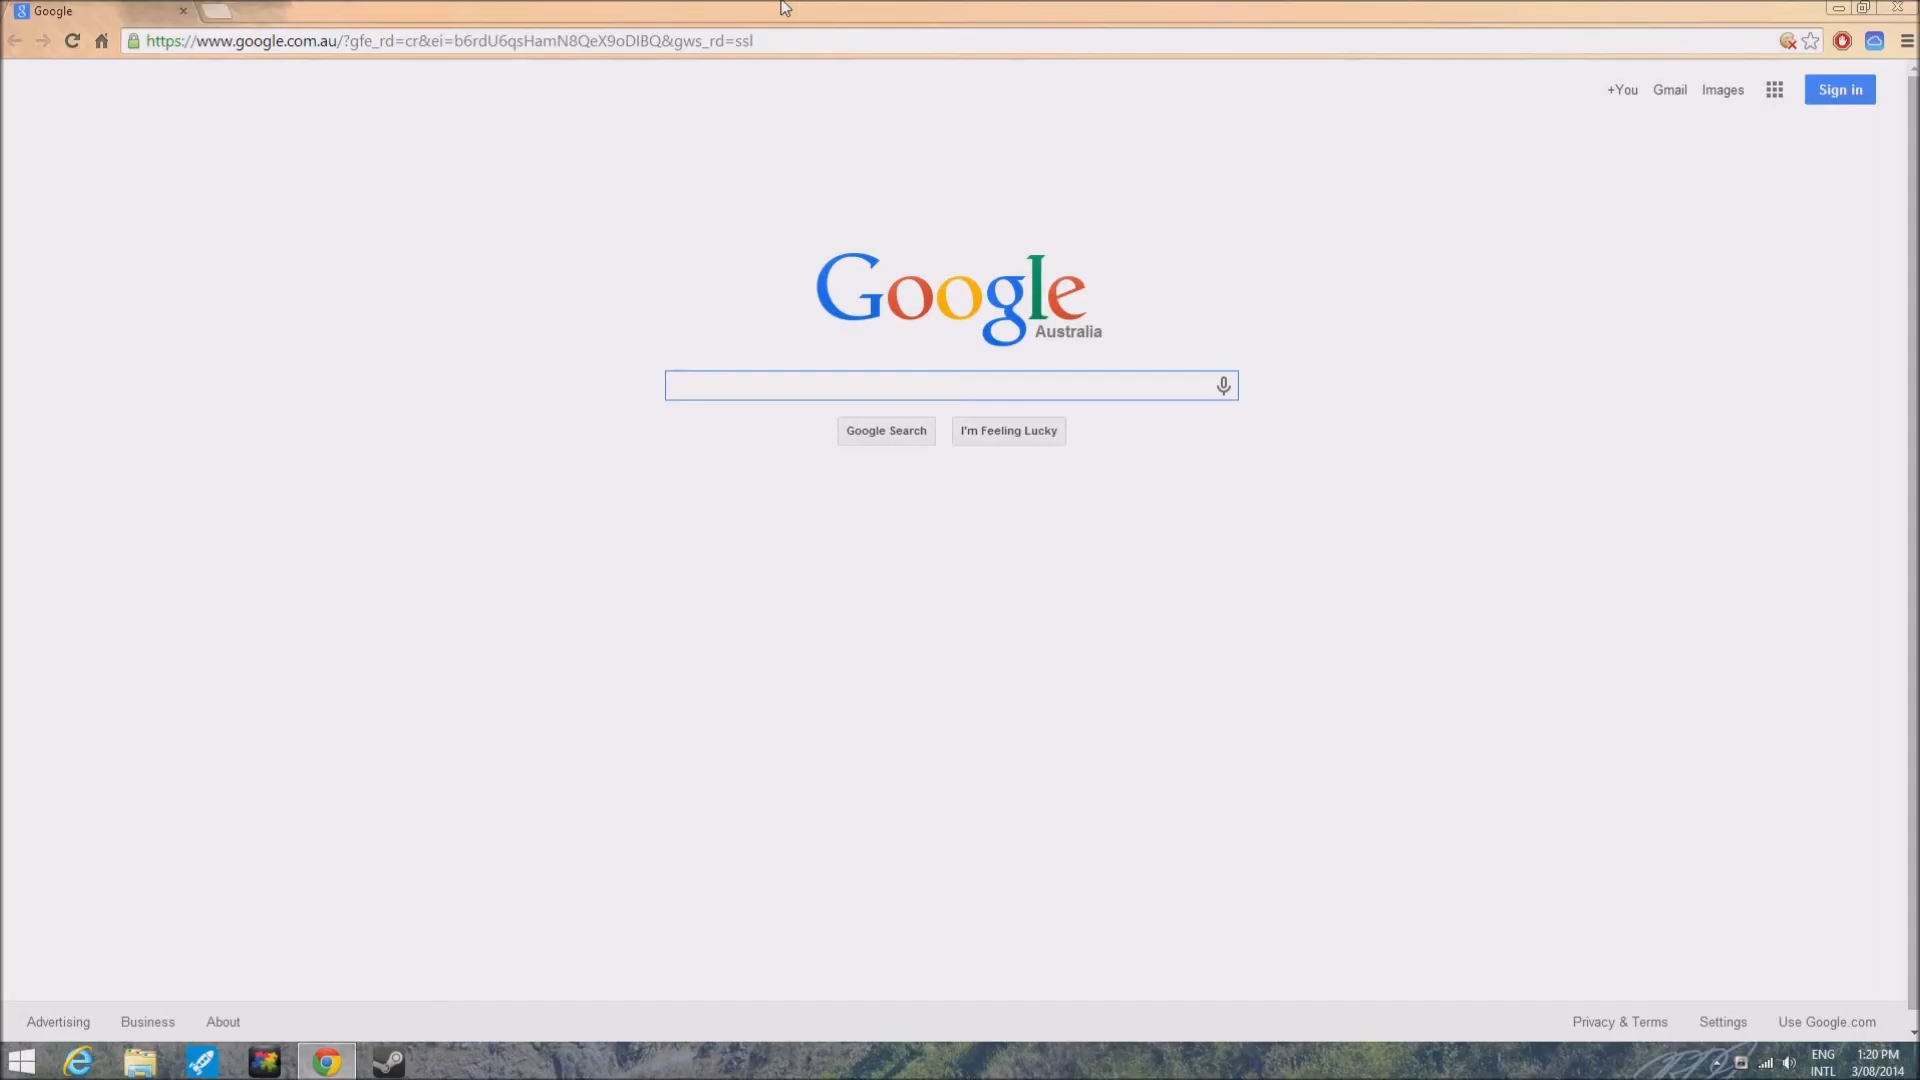 Google
https://www.google.com.au/?gfe_rd=cr&ei=b6rdU6qsHamN8QeX9oDIBQ&gws_rd=ssl
+You Gmail Images Sign in
Google
Australia
Google Search I'm Feeling Lucky
Advertising Business About Privacy & Terms Settings Use Google.com
ENG 1:20 PM
INTL 3/08/2014